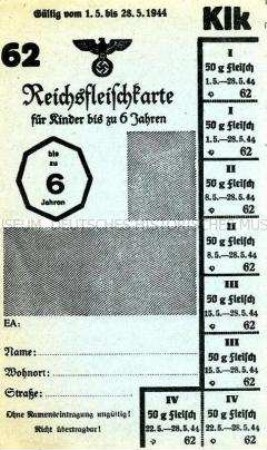 Gültig vom 1. 5. bis 28. 5. 1944
Klk
62
Reichsfleischkarte
für Kinder bis zu 6 Jahren
bis
zu
6
Jahren
EA:
Name:
Wohnort:
Straße:
Ohne Namenseintragung ungültig!
Nicht übertragbar!
I
50 g Fleisch
1.5.—28.5.44
62
I
50 g Fleisch
1.5.—28.5.44
62
II
50 g Fleisch
8.5.—28.5.44
62
II
50 g Fleisch
8.5.—28.5.44
62
III
50 g Fleisch
15.5.—28.5.44
62
III
50 g Fleisch
15.5.—28.5.44
62
IV
50 g Fleisch
22.5.—28.5.44
62
IV
50 g Fleisch
22.5.—28.5.44
62
DEUTSCHES HISTORISCHES MUSEUM